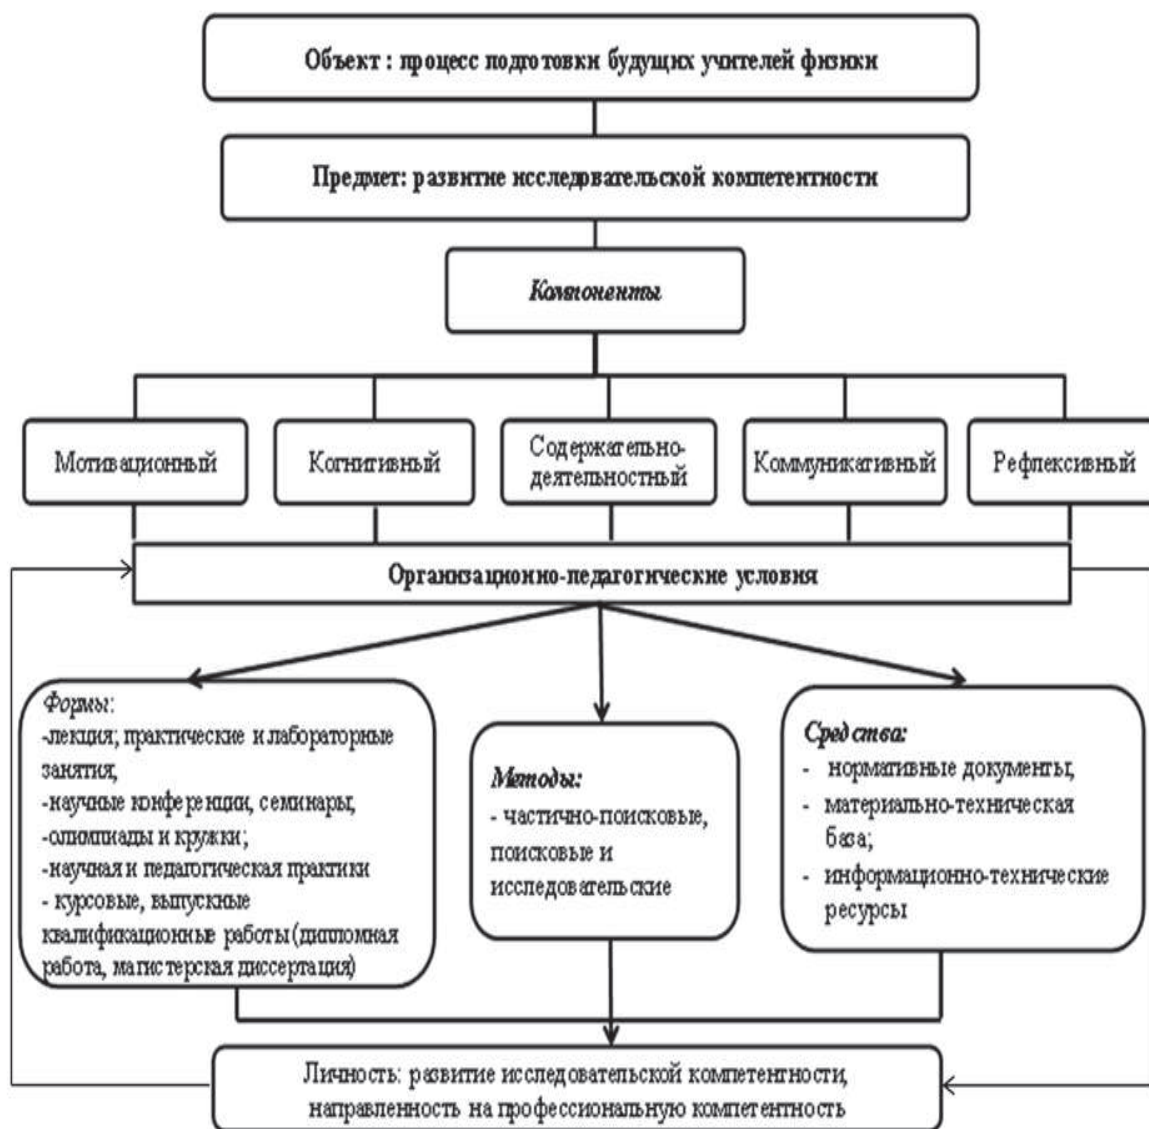 Объект : процесс подготовки будущих учителей физики
Предмет: развитие исследовательской компетентности
Компоненты
Мотивационный
Когнитивный
Содержательно-
деятельностный
Коммуникативный
Рефлексивный
Организационно-педагогические условия
Формы:
-лекция; практические и лабораторные
занятия;
-научные конференции, семинары;
-олимпиады и кружки;
-научная и педагогическая практики
- курсовые, выпускные
квалификационные работы (дипломная
работа, магистерская диссертация)
Методы:
- частично-поисковые,
поисковые и
исследовательские
Средства:
- нормативные документы;
- материально-техническая
база;
- информационно-технические
ресурсы
Личность: развитие исследовательской компетентности,
направленность на профессиональную компетентность